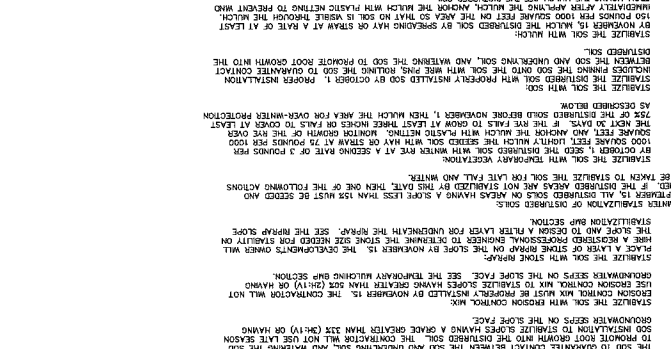 THE SOD TO GUARANTEE CONTACT BETWEEN THE SOD AND UNDERLYING SOIL, AND WATERING THE SOD
TO PROMOTE ROOT GROWTH INTO THE DISTURBED SOIL. THE CONTRACTOR WILL NOT USE LATE SEASON
SOD INSTALLATION TO STABILIZE SLOPES HAVING A GRADE GREATER THAN 33% (3H:1V) OR HAVING
GROUNDWATER SEEPS ON THE SLOPE FACE.
STABILIZE THE SOIL WITH EROSION CONTROL MIX:
EROSION CONTROL MIX MUST BE PROPERLY INSTALLED BY NOVEMBER 15. THE CONTRACTOR WILL NOT
USE EROSION CONTROL MIX TO STABILIZE SLOPES HAVING GREATER THAN 50% (2H:1V) OR HAVING
GROUNDWATER SEEPS ON THE SLOPE FACE. SEE THE TEMPORARY MULCHING BMP SECTION.
STABILIZE THE SOIL WITH STONE RIPRAP:
PLACE A LAYER OF STONE RIPRAP ON THE SLOPE BY NOVEMBER 15. THE DEVELOPMENT'S OWNER WILL
HIRE A REGISTERED PROFESSIONAL ENGINEER TO DETERMINE THE STONE SIZE NEEDED FOR STABILITY ON
THE SLOPE AND TO DESIGN A FILTER LAYER FOR UNDERNEATH THE RIPRAP. SEE THE RIPRAP SLOPE
STABILIZATION BMP SECTION.
NTER STABILIZATION OF DISTURBED SOILS:
PTEMBER 15, ALL DISTURBED SOILS ON AREAS HAVING A SLOPE LESS THAN 15% MUST BE SEEDED AND
ED. IF THE DISTURBED AREAS ARE NOT STABILIZED BY THIS DATE, THEN ONE OF THE FOLLOWING ACTIONS
BE TAKEN TO STABILIZE THE SOIL FOR LATE FALL AND WINTER.
STABILIZE THE SOIL WITH TEMPORARY VEGETATION:
BY OCTOBER 1, SEED THE DISTURBED SOIL WITH WINTER RYE AT A SEEDING RATE OF 3 POUNDS PER
1000 SQUARE FEET, LIGHTLY MULCH THE SEEDED SOIL WITH HAY OR STRAW AT 75 POUNDS PER 1000
SQUARE FEET, AND ANCHOR THE MULCH WITH PLASTIC NETTING. MONITOR GROWTH OF THE RYE OVER
THE NEXT 30 DAYS. IF THE RYE FAILS TO GROW AT LEAST THREE INCHES OR FAILS TO COVER AT LEAST
75% OF THE DISTURBED SOILD BEFORE NOVEMBER 1, THEN MULCH THE AREA FOR OVER-WINTER PROTECTION
AS DESCRIBED BELOW.
STABILIZE THE SOIL WITH SOD:
STABILIZE THE DISTURBED SOIL WITH PROPERLY INSTALLED SOD BY OCTOBER 1. PROPER INSTALLATION
INCLUDES PINNING THE SOD ONTO THE SOIL WITH WIRE PINS, ROLLING THE SOD TO GUARANTEE CONTACT
BETWEEN THE SOD AND UNDERLYING SOIL, AND WATERING THE SOD TO PROMOTE ROOT GROWTH INTO THE
DISTURBED SOIL.
STABILIZE THE SOIL WITH MULCH:
BY NOVEMBER 15, MULCH THE DISTURBED SOIL BY SPREADING HAY OR STRAW AT A RATE OF AT LEAST
150 POUNDS PER 1000 SQUARE FEET ON THE AREA SO THAT NO SOIL IS VISIBLE THROUGH THE MULCH.
IMMEDIATELY AFTER APPLYING THE MULCH, ANCHOR THE MULCH WITH PLASTIC NETTING TO PREVENT WIND